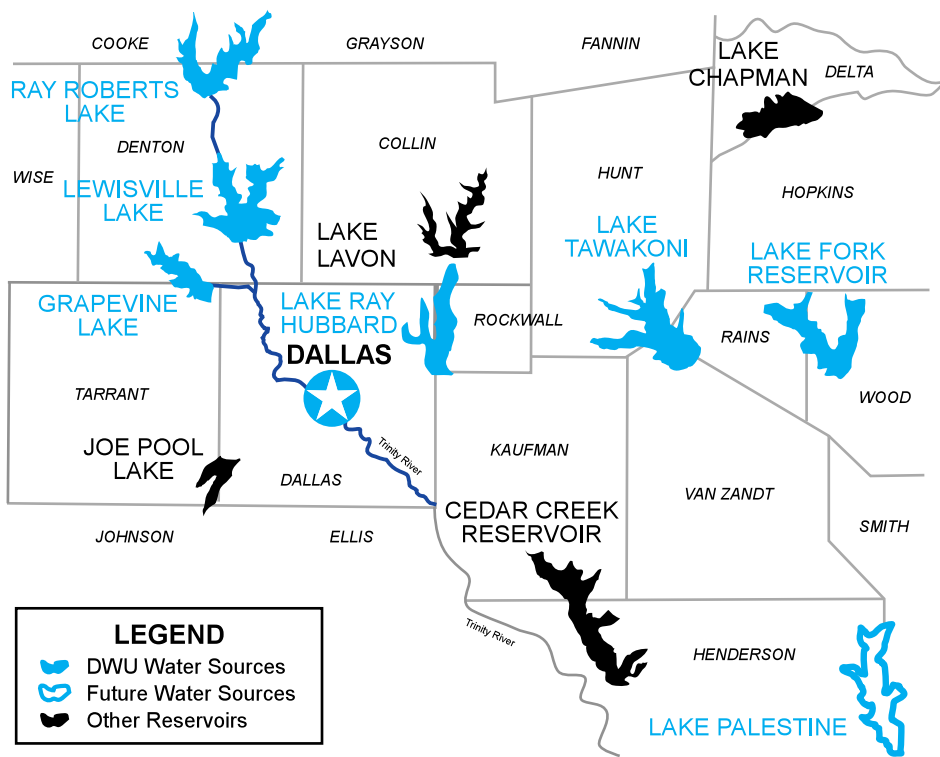 COOKE
GRAYSON
FANNIN
LAKE
CHAPMAN
DELTA
RAY ROBERTS
LAKE
DENTON
COLLIN
WISE
HUNT
HOPKINS
LEWISVILLE
LAKE
LAKE
LAVON
LAKE
TAWAKONI
LAKE FORK
RESERVOIR
GRAPEVINE
LAKE
LAKE RAY
HUBBARD
ROCKWALL
RAINS
DALLAS
TARRANT
WOOD
JOE POOL
LAKE
DALLAS
Trinity River
KAUFMAN
VAN ZANDT
CEDAR CREEK
RESERVOIR
SMITH
JOHNSON
ELLIS
Trinity River
HENDERSON
LAKE PALESTINE
LEGEND
DWU Water Sources
Future Water Sources
Other Reservoirs